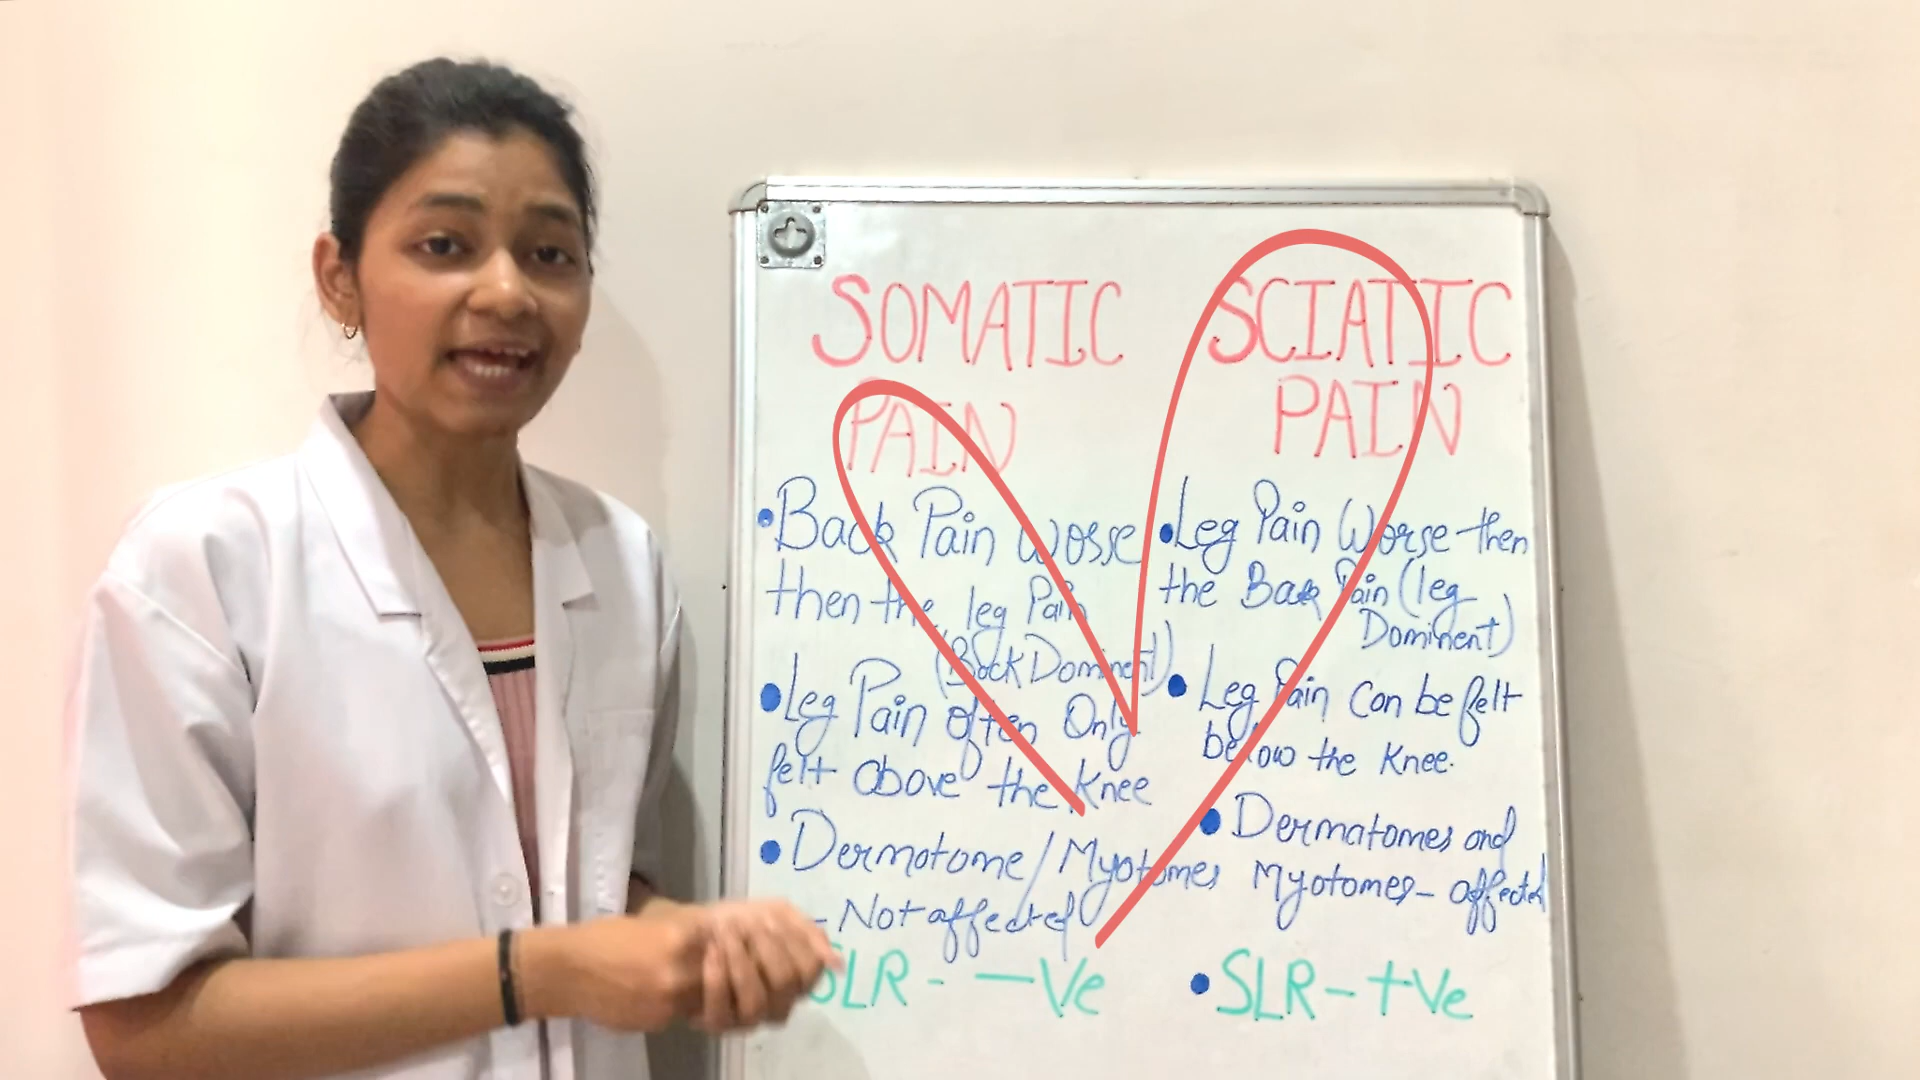 SOMATIC
PAIN
• Back Pain Worse
then the leg Pain
(Back Dominent)
• Leg Pain often Only
felt above the Knee
• Dermotome/Myotomes
- Not affected
SLR - -Ve
SCIATIC
PAIN
• Leg Pain Worse then
the Back Pain (leg
Dominent)
• Leg Pain Can be felt
below the Knee.
• Dermatomes and
Myotomes - affected
• SLR - +Ve